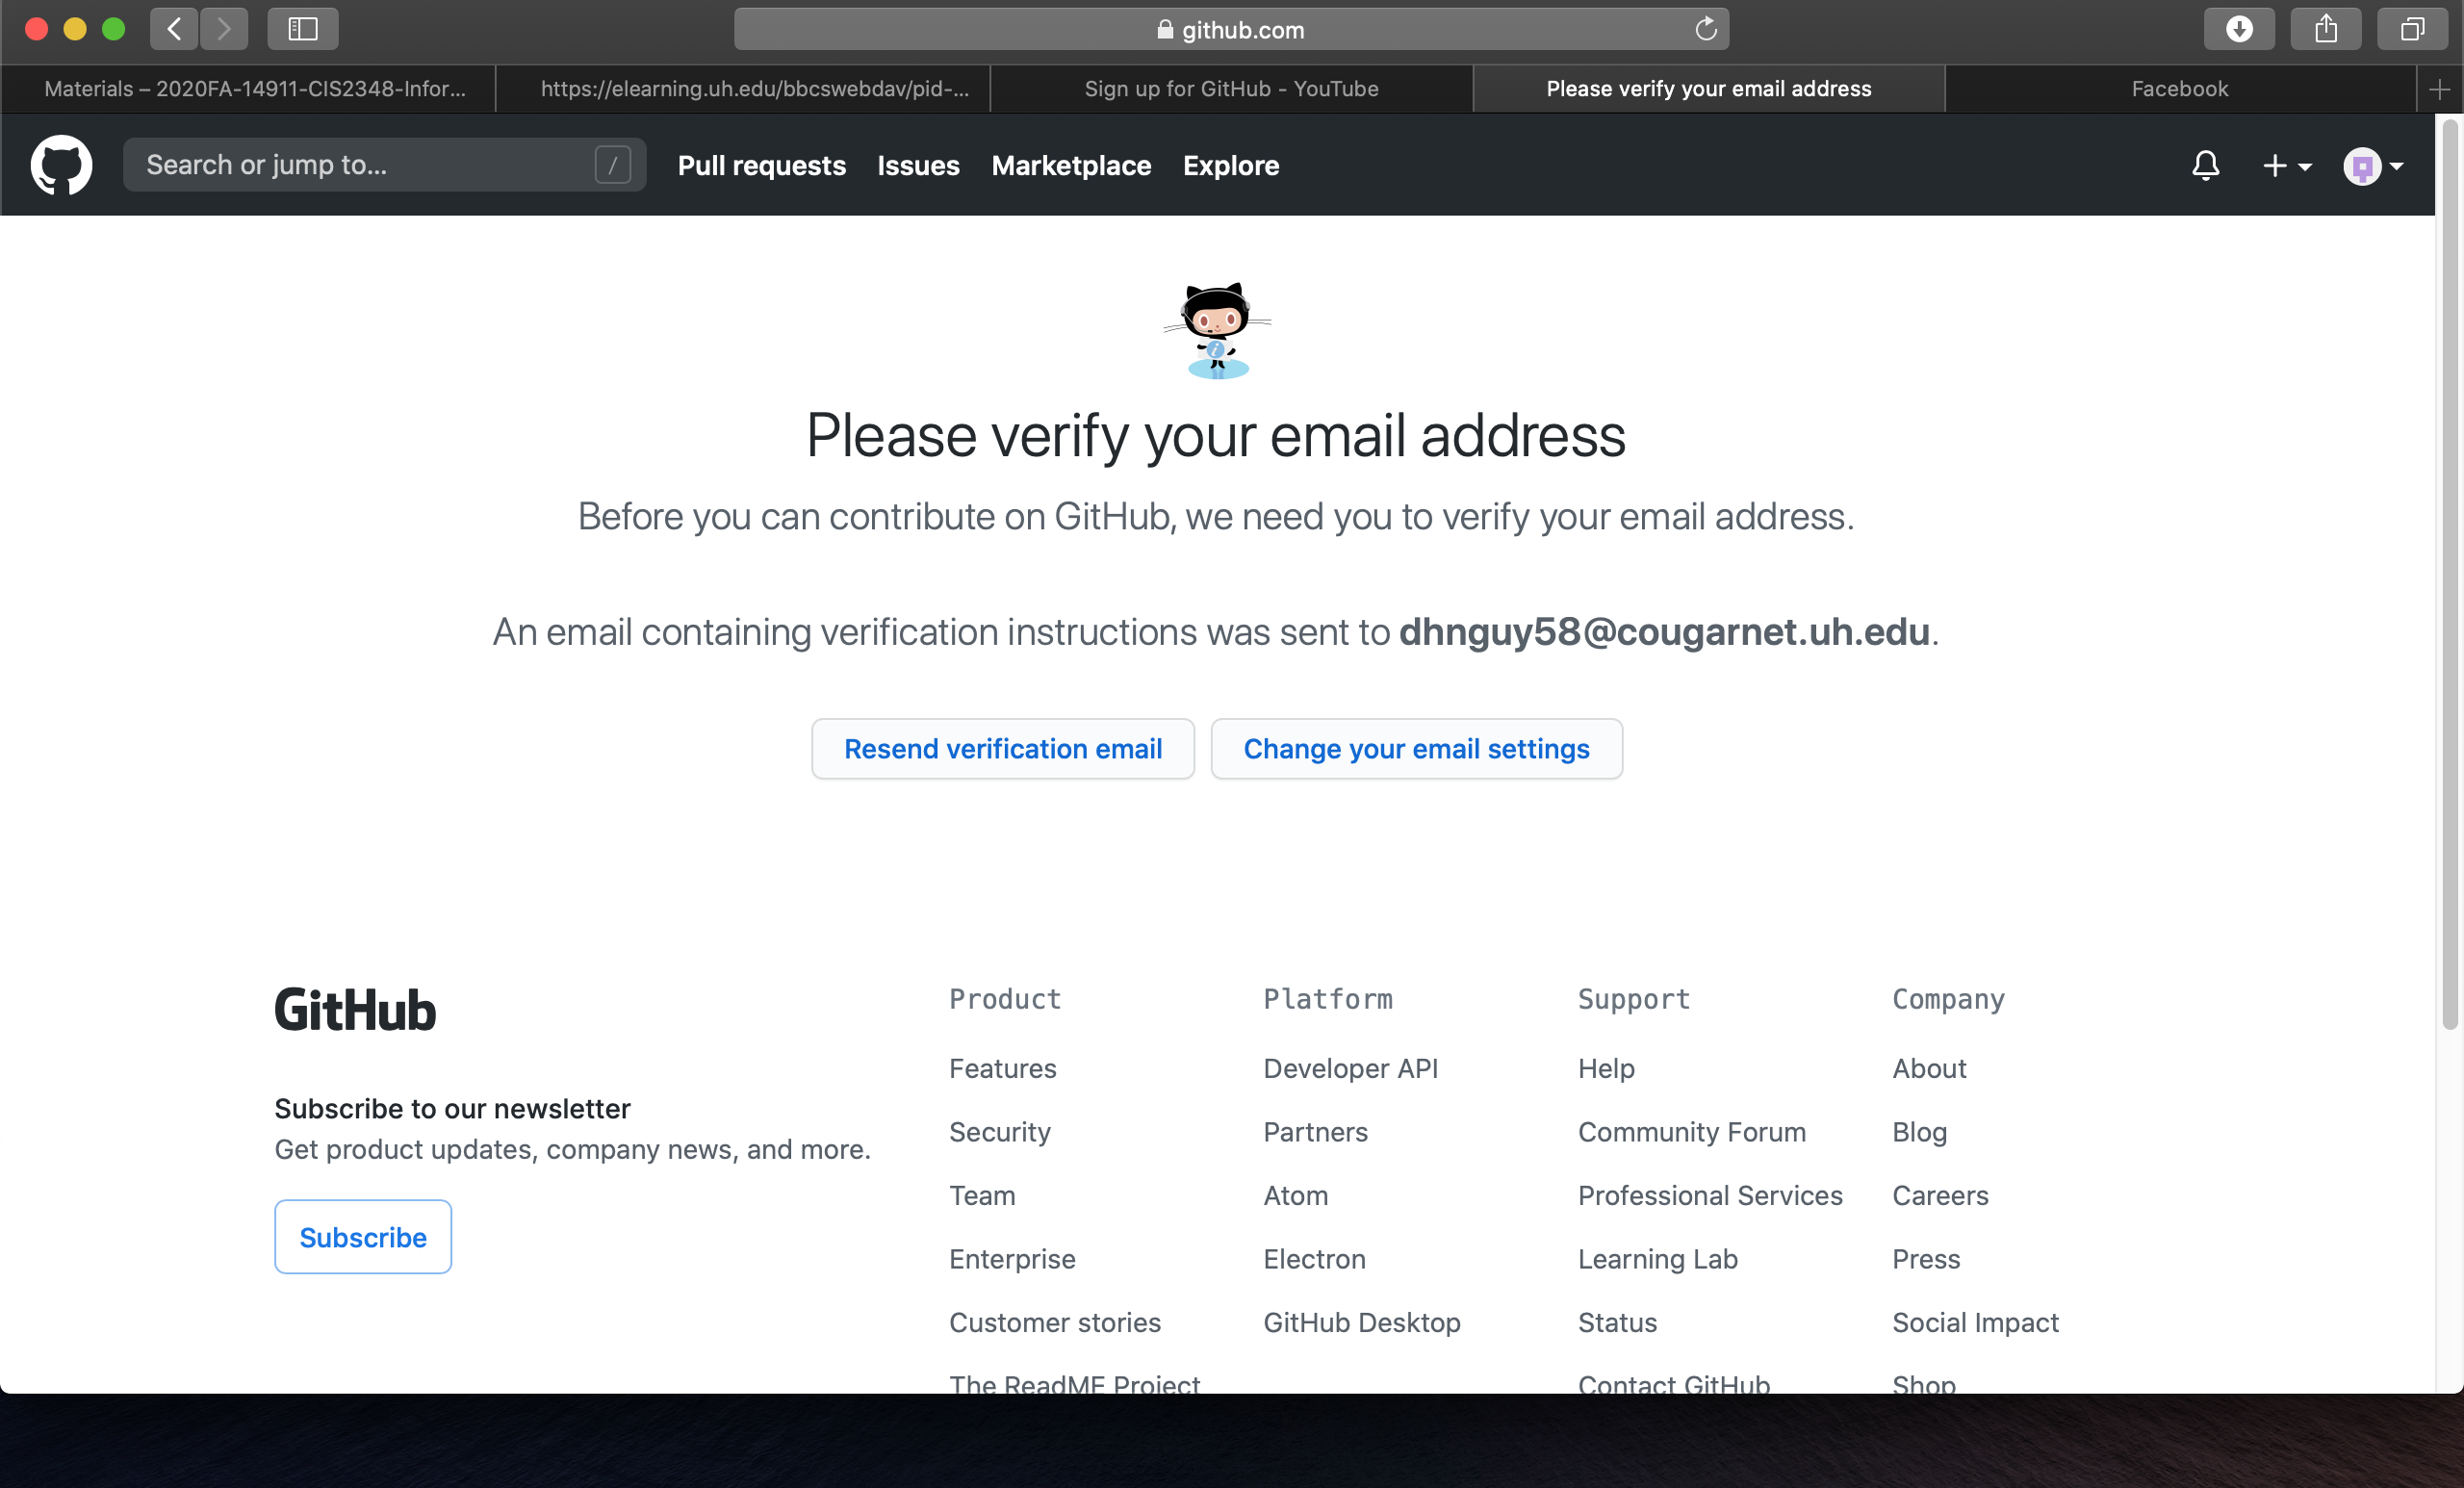 github.com
Materials – 2020FA-14911-CIS2348-Infor...
https://elearning.uh.edu/bbcswebdav/pid-...
Sign up for GitHub - YouTube
Please verify your email address
Facebook
Search or jump to...
/
Pull requests
Issues
Marketplace
Explore
Please verify your email address
Before you can contribute on GitHub, we need you to verify your email address.
An email containing verification instructions was sent to dhnguy58@cougarnet.uh.edu.
Resend verification email
Change your email settings
GitHub
Subscribe to our newsletter
Get product updates, company news, and more.
Subscribe
Product
Features
Security
Team
Enterprise
Customer stories
The ReadME Project
Platform
Developer API
Partners
Atom
Electron
GitHub Desktop
Support
Help
Community Forum
Professional Services
Learning Lab
Status
Contact GitHub
Company
About
Blog
Careers
Press
Social Impact
Shop